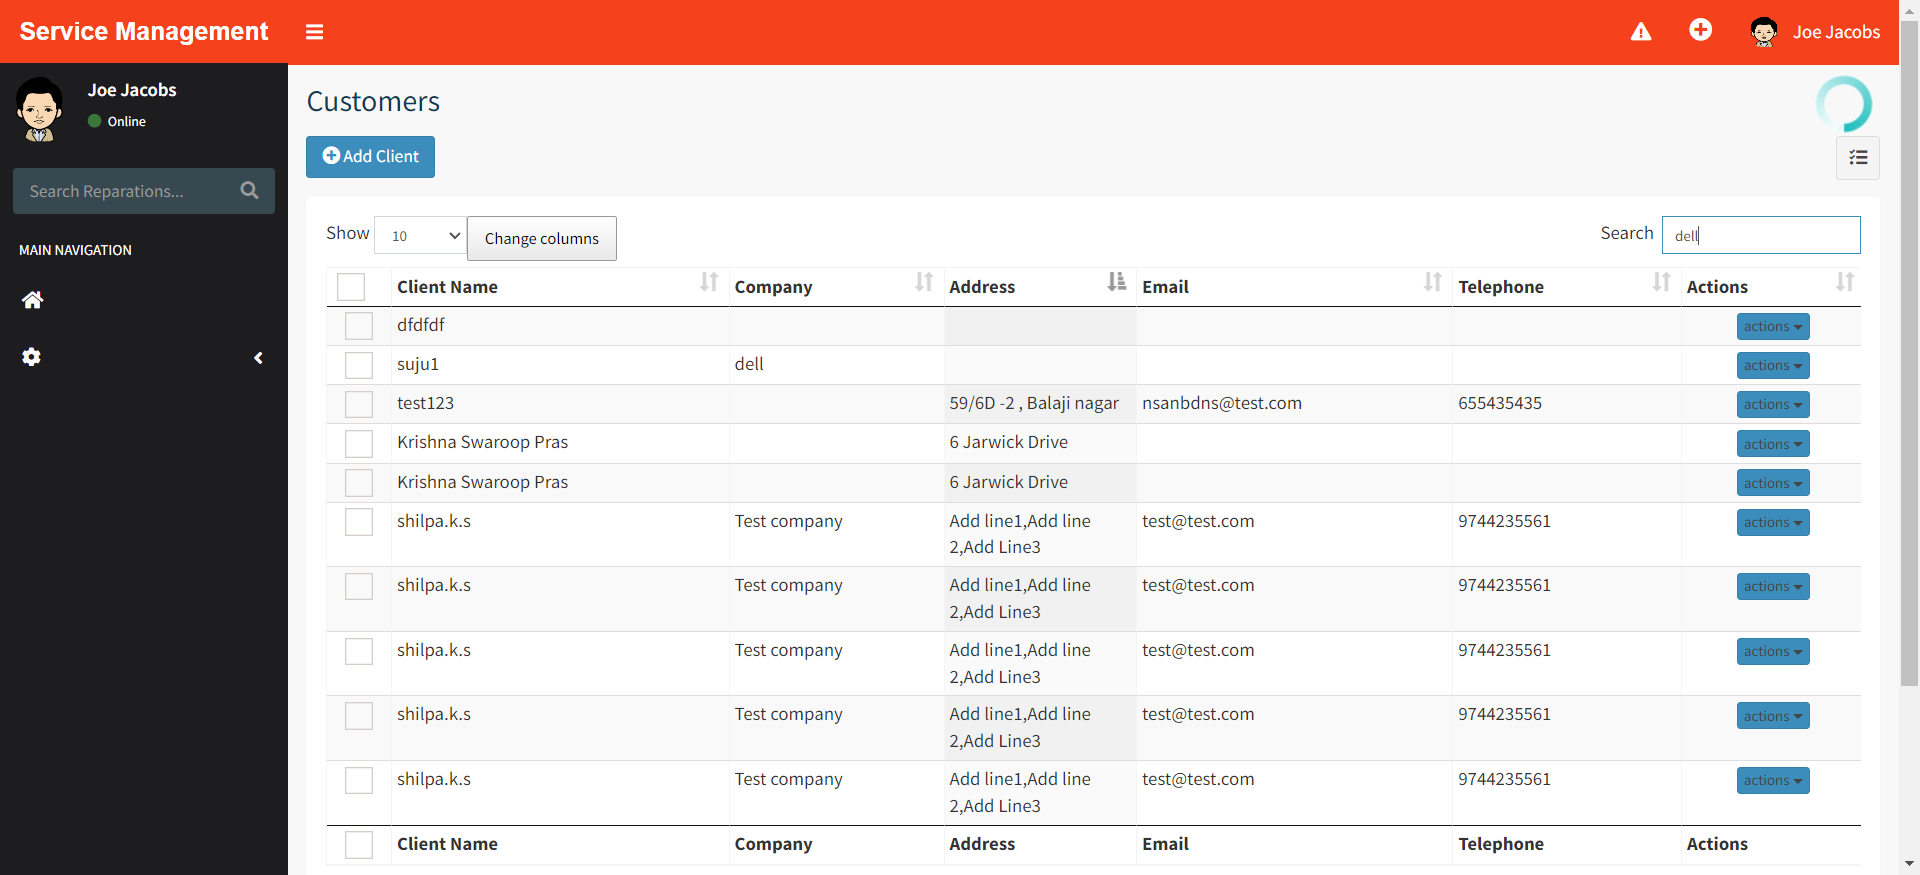 Service Management
Joe Jacobs
Joe Jacobs
Online
Search Reparations...
MAIN NAVIGATION
Customers
Add Client
Show 10 Change columns Search dell
Client Name Company Address Email Telephone Actions
dfdfdf actions
suju1 dell actions
test123 59/6D -2 , Balaji nagar nsanbdns@test.com 655435435 actions
Krishna Swaroop Pras 6 Jarwick Drive actions
Krishna Swaroop Pras 6 Jarwick Drive actions
shilpa.k.s Test company Add line1,Add line test@test.com 9744235561 actions
2,Add Line3
shilpa.k.s Test company Add line1,Add line test@test.com 9744235561 actions
2,Add Line3
shilpa.k.s Test company Add line1,Add line test@test.com 9744235561 actions
2,Add Line3
shilpa.k.s Test company Add line1,Add line test@test.com 9744235561 actions
2,Add Line3
shilpa.k.s Test company Add line1,Add line test@test.com 9744235561 actions
2,Add Line3
Client Name Company Address Email Telephone Actions